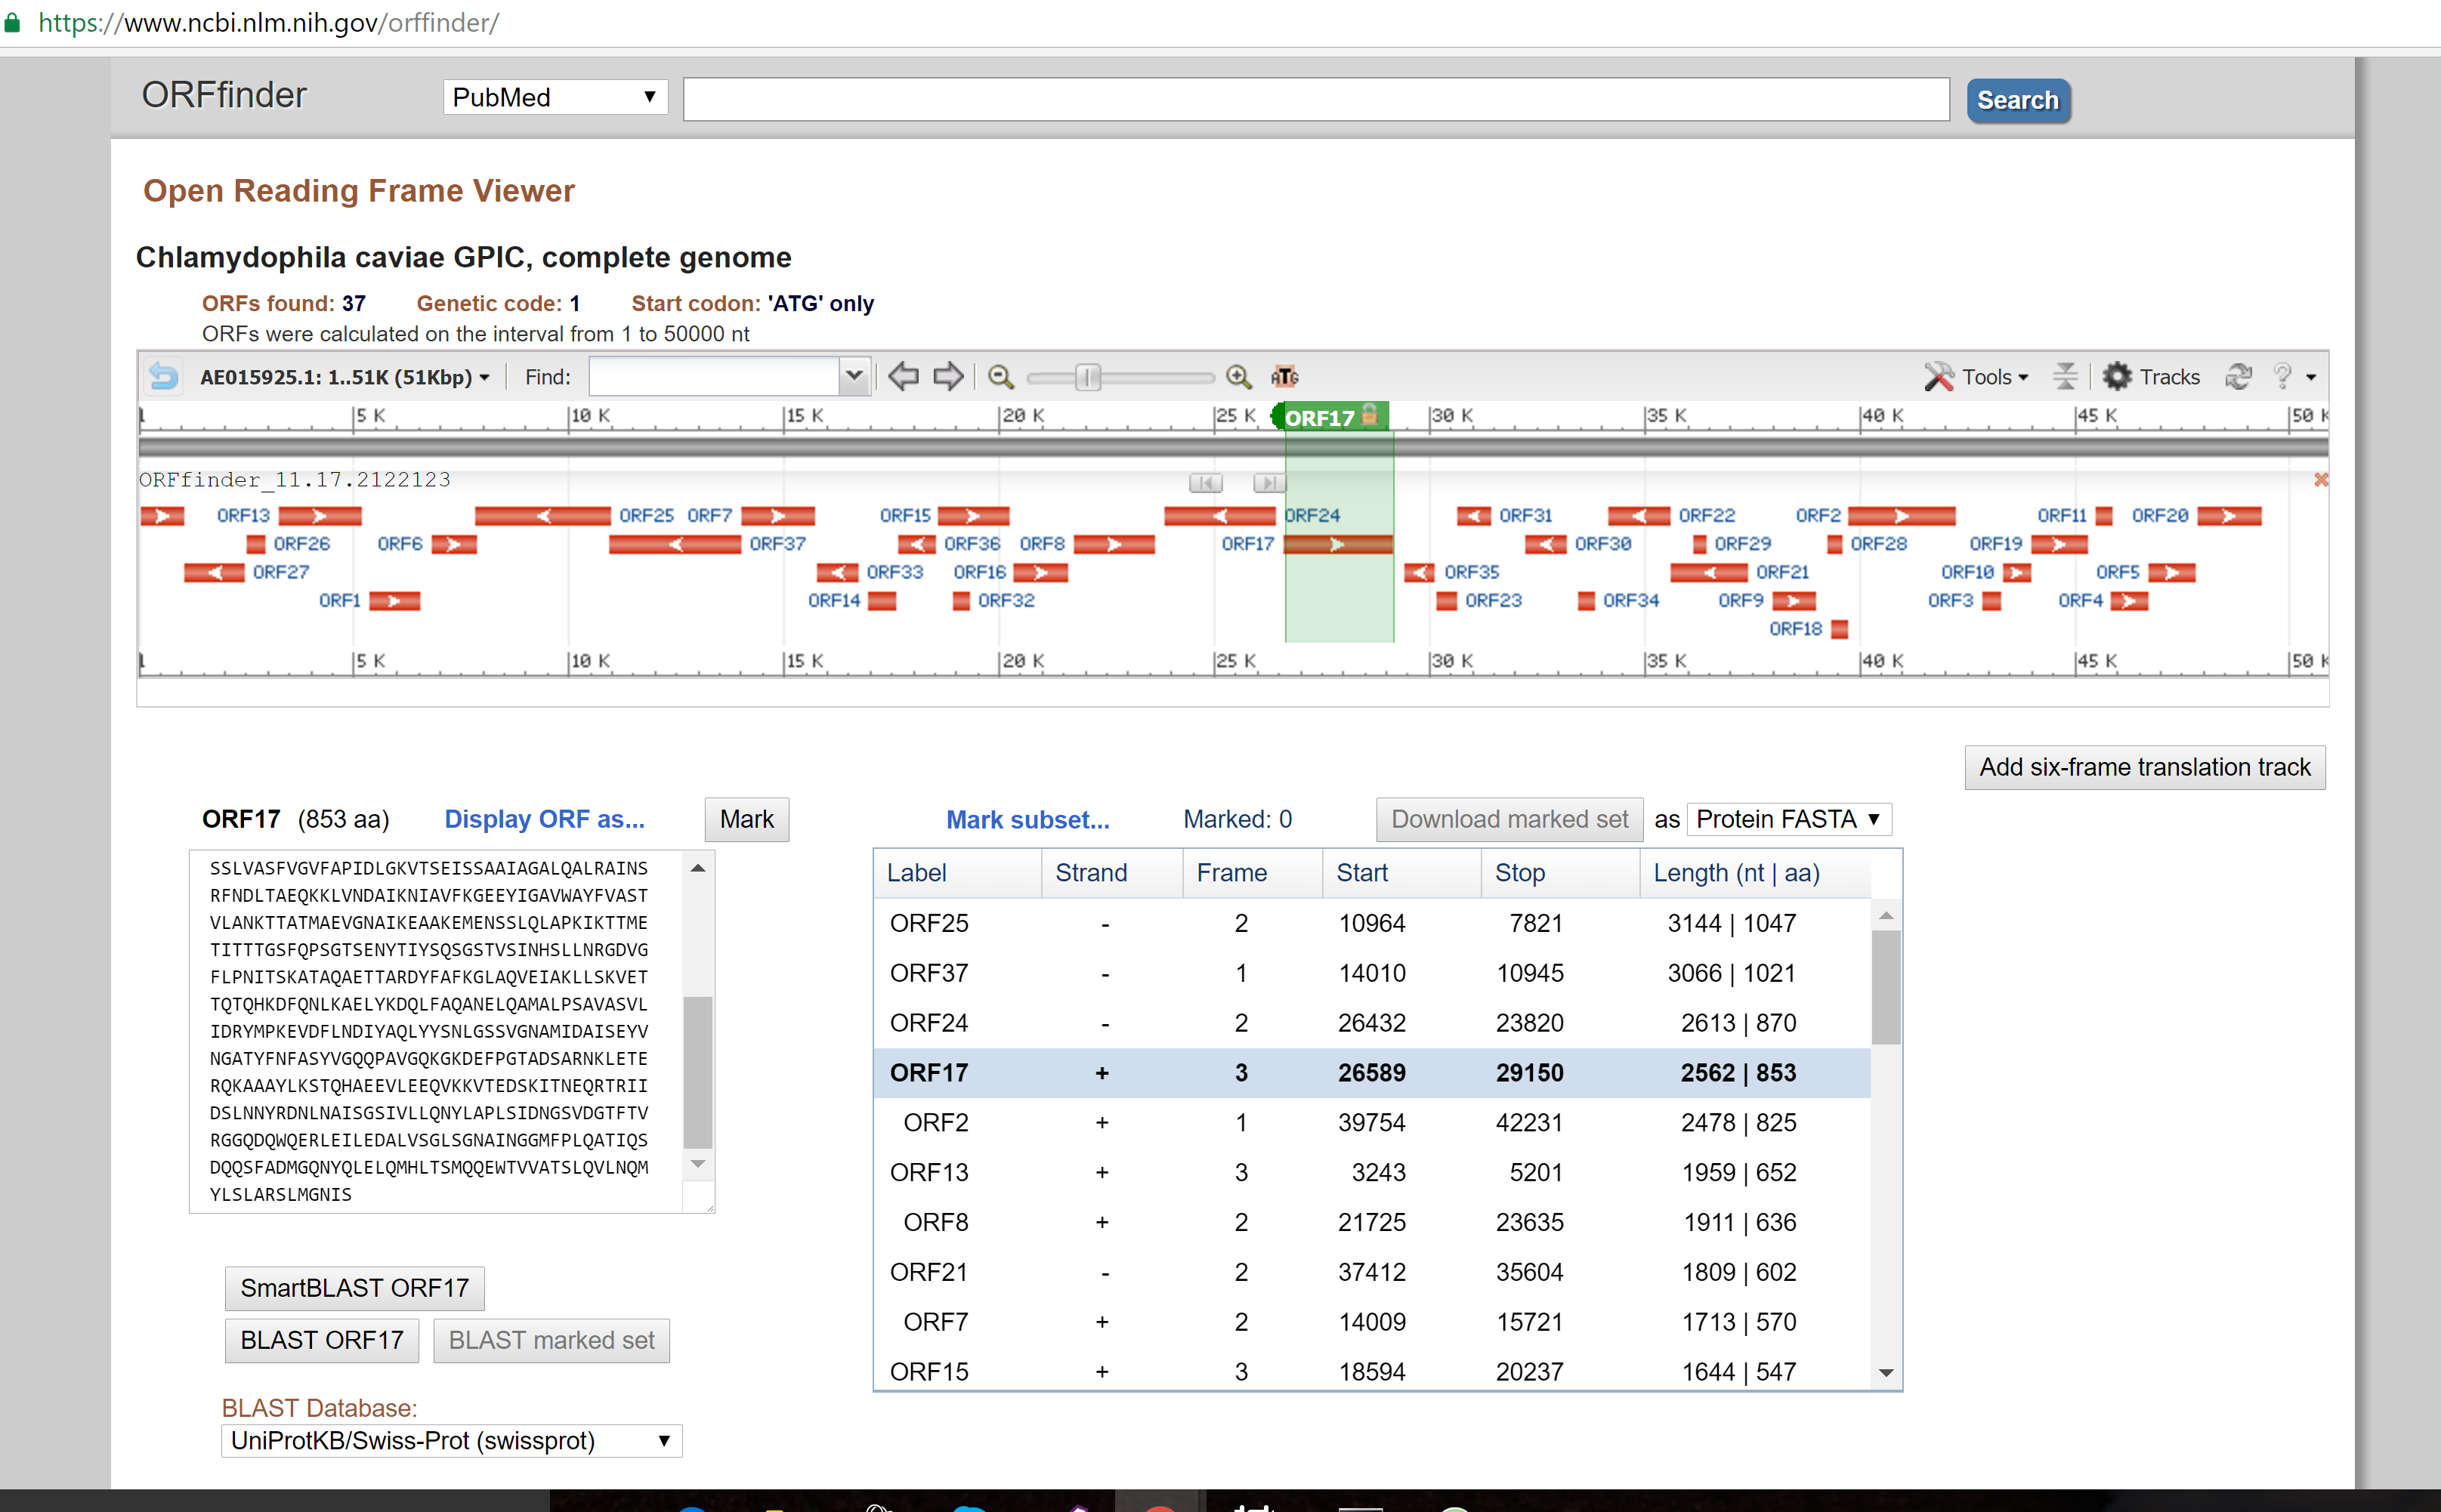 https://www.ncbi.nlm.nih.gov/orffinder/
ORFfinder PubMed Search
Open Reading Frame Viewer
Chlamydophila caviae GPIC, complete genome
ORFs found: 37 Genetic code: 1 Start codon: 'ATG' only
ORFs were calculated on the interval from 1 to 50000 nt
AE015925.1: 1..51K (51Kbp) Find: ATG Tools Tracks ?
1 5 K 10 K 15 K 20 K 25 K ORF17 30 K 35 K 40 K 45 K 50 K
ORFfinder_11.17.2122123
ORF13 ORF25 ORF7 ORF15 ORF24 ORF31 ORF22 ORF2 ORF11 ORF20
ORF26 ORF6 ORF37 ORF36 ORF8 ORF17 ORF30 ORF29 ORF28 ORF19
ORF27 ORF33 ORF16 ORF35 ORF21 ORF10 ORF5
ORF1 ORF14 ORF32 ORF23 ORF34 ORF9 ORF3 ORF4
ORF18
1 5 K 10 K 15 K 20 K 25 K 30 K 35 K 40 K 45 K 50 K
Add six-frame translation track
ORF17 (853 aa) Display ORF as... Mark
SSLVASFVGVFAPIDLGKVTSEISSAAIAGALQALRAINS
RFNDLTAEQKKLVNDAIKNIAVFKGEEYIGAVWAYFVAST
VLANKTTATMAEVGNAIKEAAKEMENSSLQLAPKIKTTME
TITTTGSFQPSGTSENYTIYSQSGSTVSINHSLLNRGDVG
FLPNITSKATAQAETTARDYFAFKGLAQVEIAKLLSKVET
TQTQHKDFQNLKAELYKDQLFAQANELQAMALPSAVASVL
IDRYMPKEVDFLNDIYAQLYYSNLGSSVGNAMIDAISEYV
NGATYFNFASYVGQQPAVGQKGKDEFPGTADSARNKLETE
RQKAAAYLKSTQHAEEVLEEQVKKVTEDSKITNEQRTRII
DSLNNYRDNLNAISGSIVLLQNYLAPLSIDNGSVDGTFTV
RGGQDQWQERLEILEDALVSGLSGNAINGGMFPLQATIQS
DQQSFADMGQNYQLELQMHLTSMQQEWTVVATSLQVLNQM
YLSLARSLMGNIS
SmartBLAST ORF17
BLAST ORF17 BLAST marked set
BLAST Database:
UniProtKB/Swiss-Prot (swissprot)
Mark subset... Marked: 0 Download marked set as Protein FASTA
Label Strand Frame Start Stop Length (nt | aa)
ORF25 - 2 10964 7821 3144 | 1047
ORF37 - 1 14010 10945 3066 | 1021
ORF24 - 2 26432 23820 2613 | 870
ORF17 + 3 26589 29150 2562 | 853
ORF2 + 1 39754 42231 2478 | 825
ORF13 + 3 3243 5201 1959 | 652
ORF8 + 2 21725 23635 1911 | 636
ORF21 - 2 37412 35604 1809 | 602
ORF7 + 2 14009 15721 1713 | 570
ORF15 + 3 18594 20237 1644 | 547